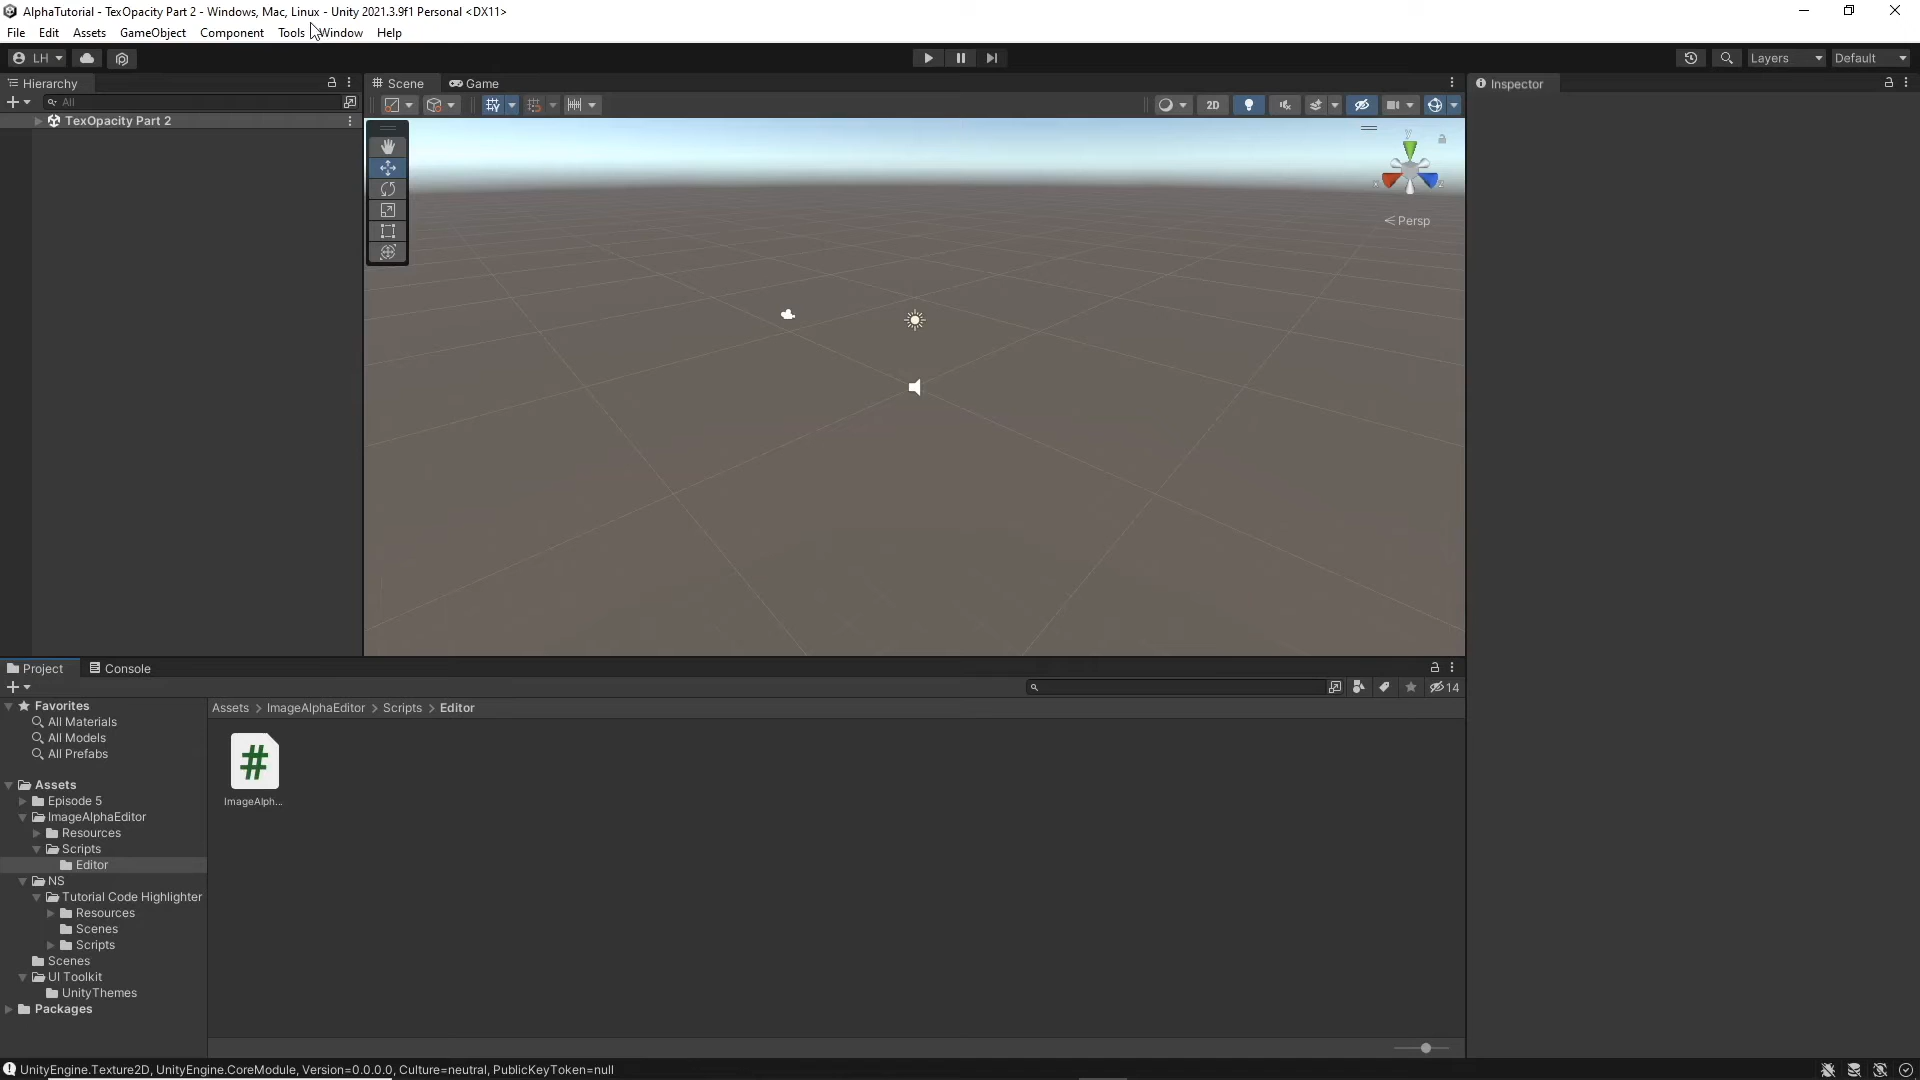 AlphaTutorial - TexOpacity Part 2 - Windows, Mac, Linux - Unity 2021.3.9f1 Personal <DX11>
File Edit Assets GameObject Component Tools Window Help
LH Layers Default
Hierarchy Scene Game Inspector
All 2D
TexOpacity Part 2
y
x z
Persp
Project Console
14
Favorites Assets > ImageAlphaEditor > Scripts > Editor
All Materials
All Models
All Prefabs
#
Assets
Episode 5 ImageAlph...
ImageAlphaEditor
Resources
Scripts
Editor
NS
Tutorial Code Highlighter
Resources
Scenes
Scripts
Scenes
UI Toolkit
UnityThemes
Packages
UnityEngine.Texture2D, UnityEngine.CoreModule, Version=0.0.0.0, Culture=neutral, PublicKeyToken=null